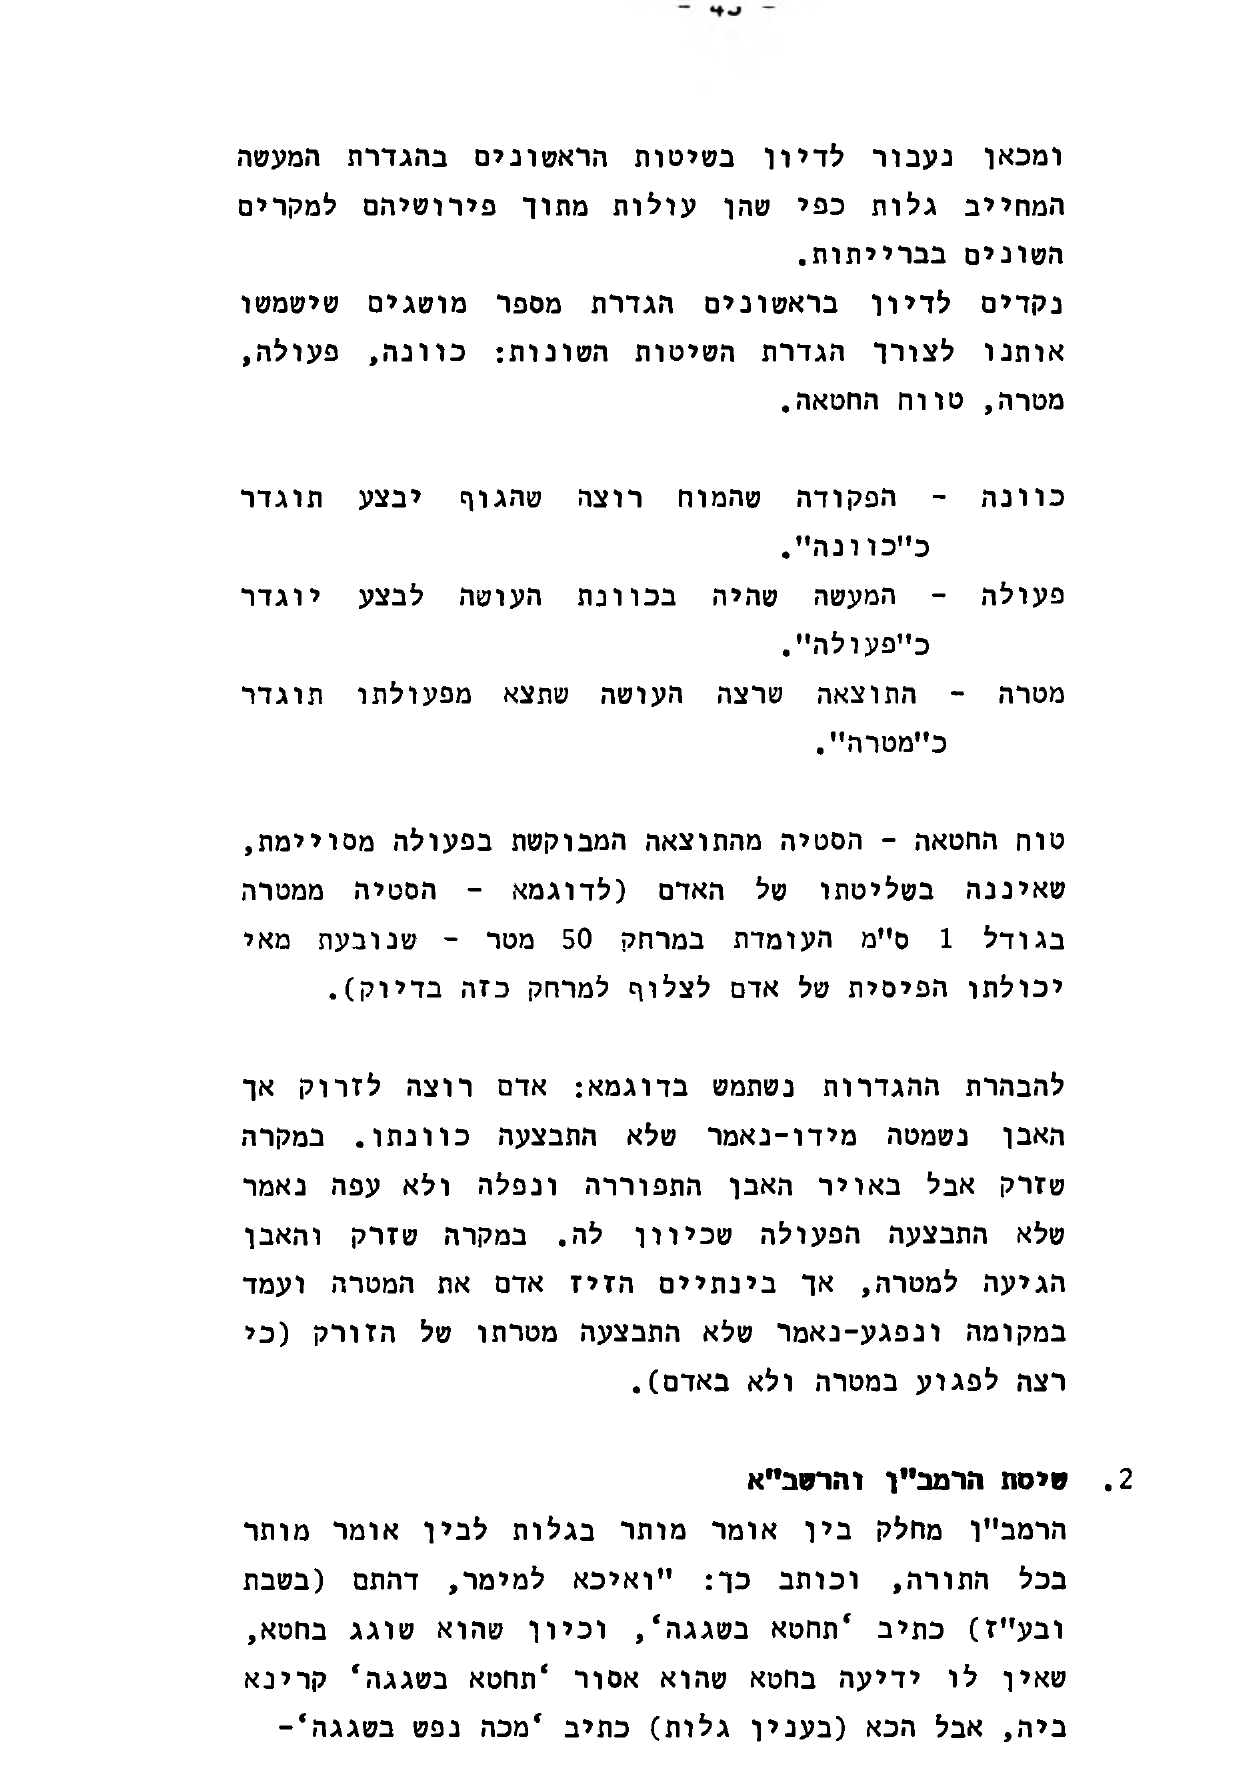 ומכאן נעבור לדיון בשיטות הראשונים בהגדרת המעשה
המחייב גלות כפי שהן עולות מתוך פירושיהם למקרים
השונים בברייתות.
נקדים לדיון בראשונים הגדרת מספר מושגים שישמשו
אותנו לצורך הגדרת השיטות השונות: כוונה, פעולה,
מטרה, טווח החטאה.
כוונה - הפקודה שהמוח רוצה שהגוף יבצע תוגדר
כ"כוונה".
פעולה - המעשה שהיה בכוונת העושה לבצע יוגדר
כ"פעולה".
מטרה - התוצאה שרצה העושה שתצא מפעולתו תוגדר
כ"מטרה".
טוח החטאה - הסטיה מהתוצאה המבוקשת בפעולה מסויימת,
שאיננה בשליטתו של האדם (לדוגמא - הסטיה ממטרה
בגודל 1 ס"מ העומדת במרחק 50 מטר - שנובעת מאי
יכולתו הפיסית של אדם לצלוף למרחק כזה בדיוק).
להבהרת ההגדרות נשתמש בדוגמא: אדם רוצה לזרוק אך
האבן נשמטה מידו-נאמר שלא התבצעה כוונתו. במקרה
שזרק אבל באויר האבן התפוררה ונפלה ולא עפה נאמר
שלא התבצעה הפעולה שכיוון לה. במקרה שזרק והאבן
הגיעה למטרה, אך בינתיים הזיז אדם את המטרה ועמד
במקומה ונפגע-נאמר שלא התבצעה מטרתו של הזורק (כי
רצה לפגוע במטרה ולא באדם).
2. שיטת הרמב"ן והרשב"א
הרמב"ן מחלק בין אומר מותר בגלות לבין אומר מותר
בכל התורה, וכותב כך: "ואיכא למימר, דהתם (בשבת
ובע"ז) כתיב 'תחטא בשגגה', וכיון שהוא שוגג בחטא,
שאין לו ידיעה בחטא שהוא אסור 'תחטא בשגגה' קרינא
ביה, אבל הכא (בענין גלות) כתיב 'מכה נפש בשגגה'-